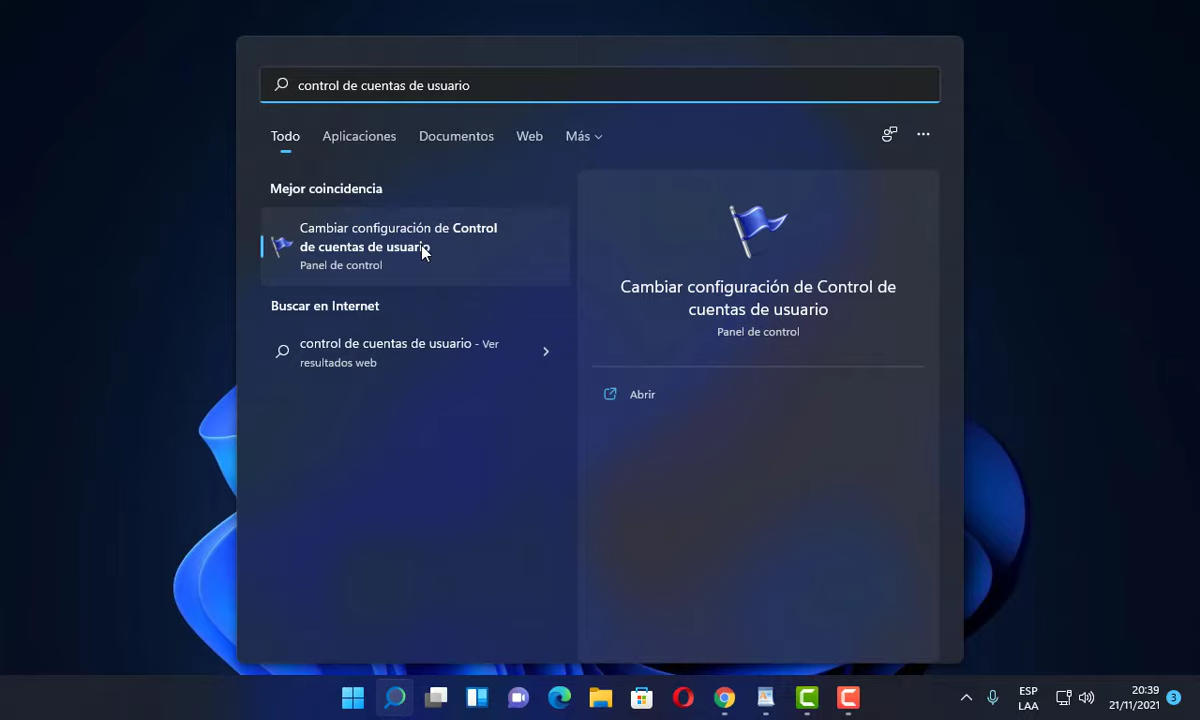 control de cuentas de usuario
Todo Aplicaciones Documentos Web Más
Mejor coincidencia
Cambiar configuración de Control
de cuentas de usuario
Panel de control
Buscar en Internet
control de cuentas de usuario - Ver
resultados web
Cambiar configuración de Control de
cuentas de usuario
Panel de control
Abrir
ESP
LAA
20:39
21/11/2021
3